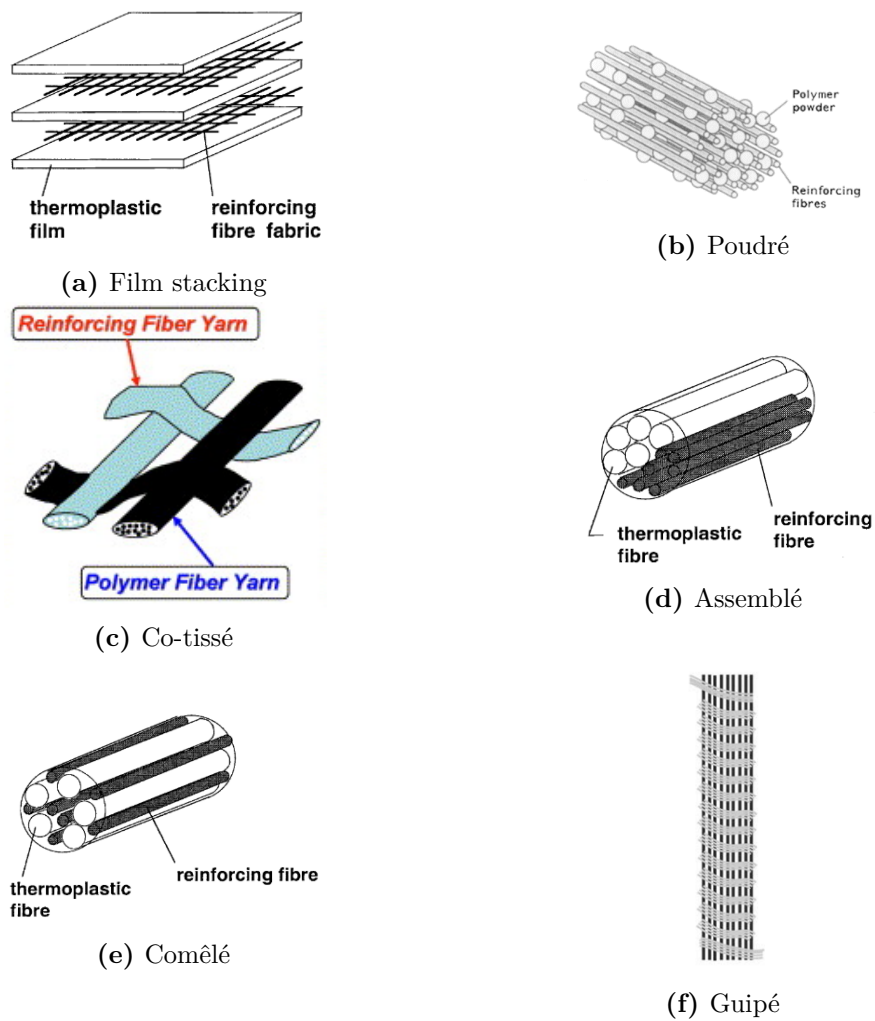 thermoplastic
film
reinforcing
fibre fabric
(a) Film stacking
Polymer
powder
Reinforcing
fibres
(b) Poudré
Reinforcing Fiber Yarn
Polymer Fiber Yarn
(c) Co-tissé
thermoplastic
fibre
reinforcing
fibre
(d) Assemblé
thermoplastic
fibre
reinforcing fibre
(e) Comêlé
(f) Guipé